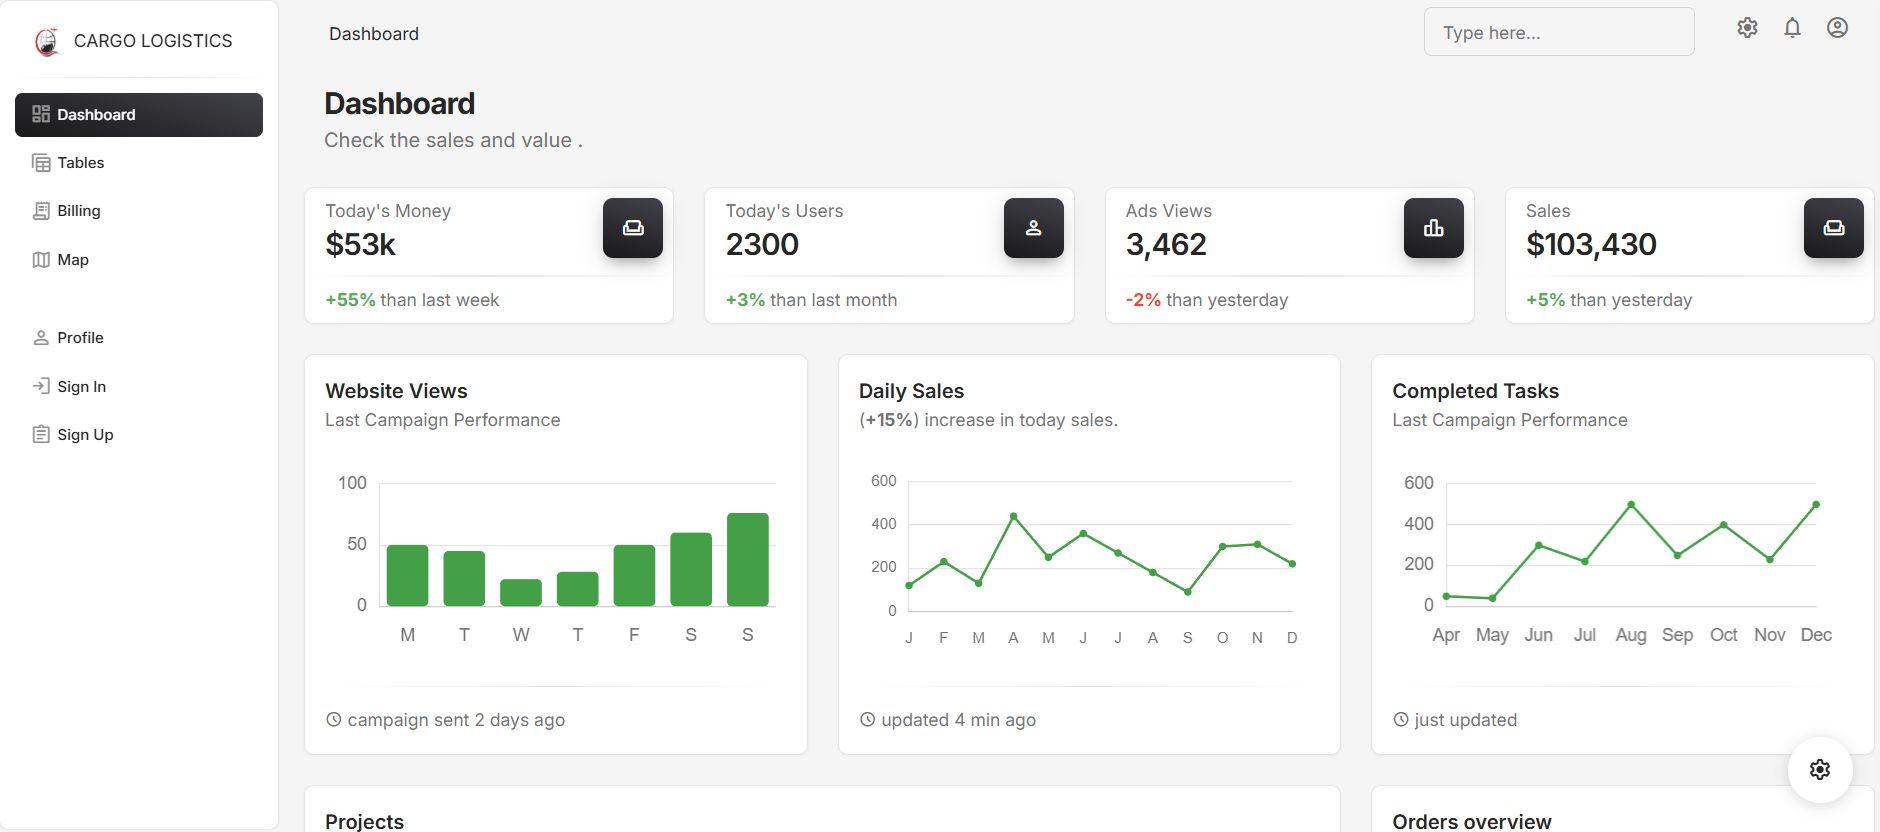 CARGO LOGISTICS
Dashboard
Tables
Billing
Map
Profile
Sign In
Sign Up
Dashboard
Type here...
Dashboard
Check the sales and value .
Today's Money
$53k
+55% than last week
Today's Users
2300
+3% than last month
Ads Views
3,462
-2% than yesterday
Sales
$103,430
+5% than yesterday
Website Views
Last Campaign Performance
100
50
0
M T W T F S S
campaign sent 2 days ago
Daily Sales
(+15%) increase in today sales.
600
400
200
0
J F M A M J J A S O N D
updated 4 min ago
Completed Tasks
Last Campaign Performance
600
400
200
0
Apr May Jun Jul Aug Sep Oct Nov Dec
just updated
Projects
Orders overview